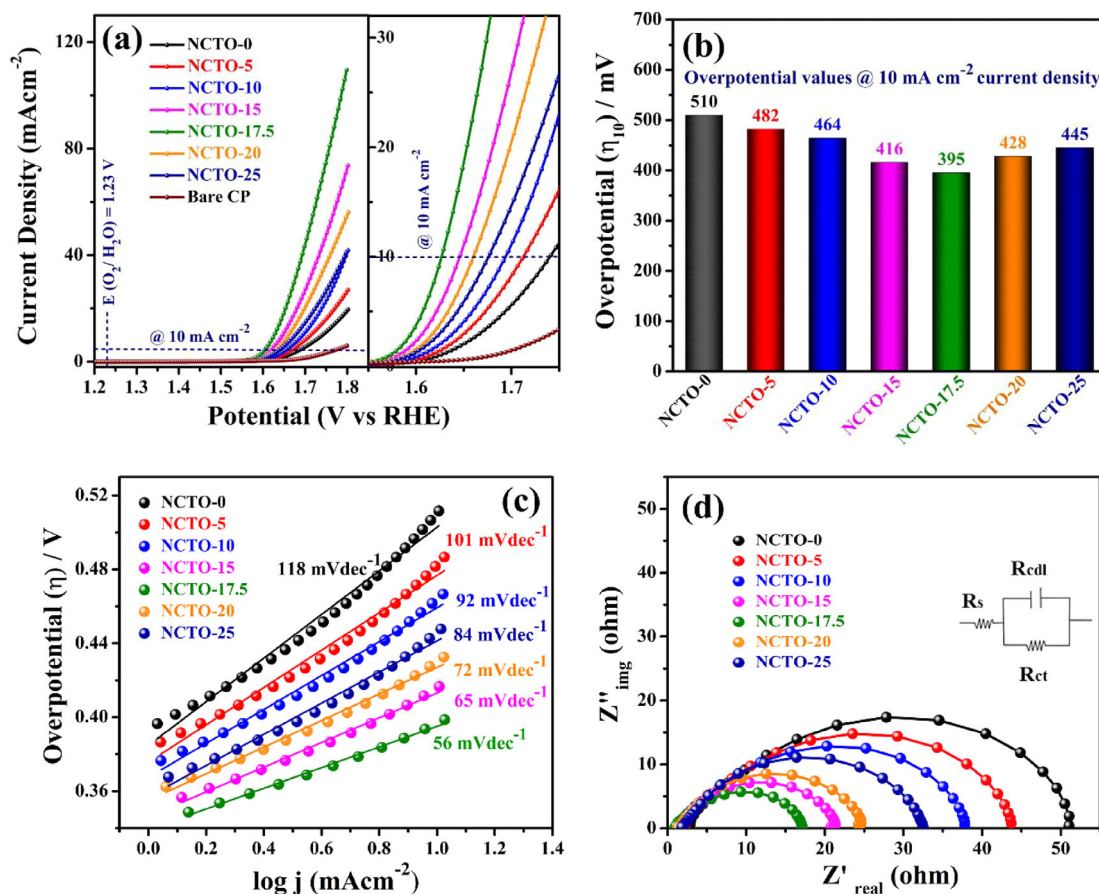 (a)
NCTO-0
NCTO-5
NCTO-10
NCTO-15
NCTO-17.5
NCTO-20
NCTO-25
Bare CP
E (O₂/ H₂O) = 1.23 V
@ 10 mA cm⁻²
@ 10 mA cm⁻²
Current Density (mAcm⁻²)
120
80
40
0
30
20
10
0
1.2 1.3 1.4 1.5 1.6 1.7 1.8
1.6 1.7
Potential (V vs RHE)
(b)
Overpotential values @ 10 mA cm⁻² current density
Overpotential (η₁₀) / mV
700
600
500
400
300
200
100
0
510 482 464 416 395 428 445
NCTO-0 NCTO-5 NCTO-10 NCTO-15 NCTO-17.5 NCTO-20 NCTO-25
(c)
NCTO-0
NCTO-5
NCTO-10
NCTO-15
NCTO-17.5
NCTO-20
NCTO-25
118 mVdec⁻¹
101 mVdec⁻¹
92 mVdec⁻¹
84 mVdec⁻¹
72 mVdec⁻¹
65 mVdec⁻¹
56 mVdec⁻¹
Overpotential (η) / V
0.52
0.48
0.44
0.40
0.36
0.0 0.2 0.4 0.6 0.8 1.0 1.2 1.4
log j (mAcm⁻²)
(d)
NCTO-0
NCTO-5
NCTO-10
NCTO-15
NCTO-17.5
NCTO-20
NCTO-25
Rcdl
Rs
Rct
Z''img (ohm)
50
40
30
20
10
0
0 10 20 30 40 50
Z'real (ohm)